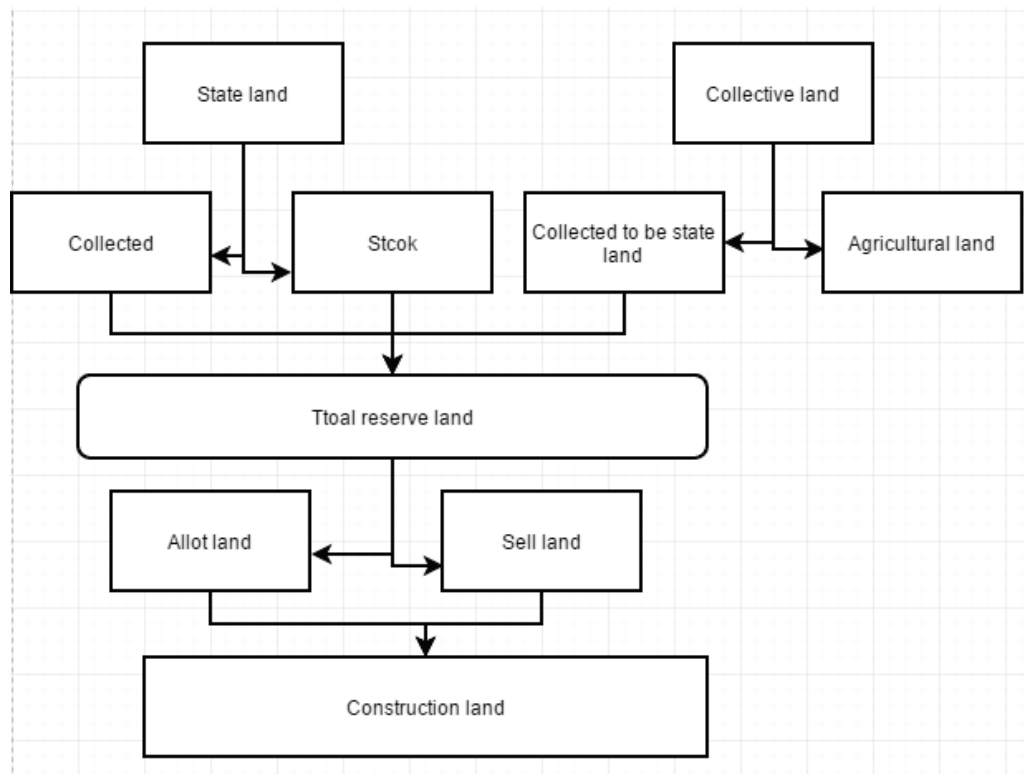 State land
Collective land
Collected
Stcok
Collected to be state
land
Agricultural land
Ttoal reserve land
Allot land
Sell land
Construction land